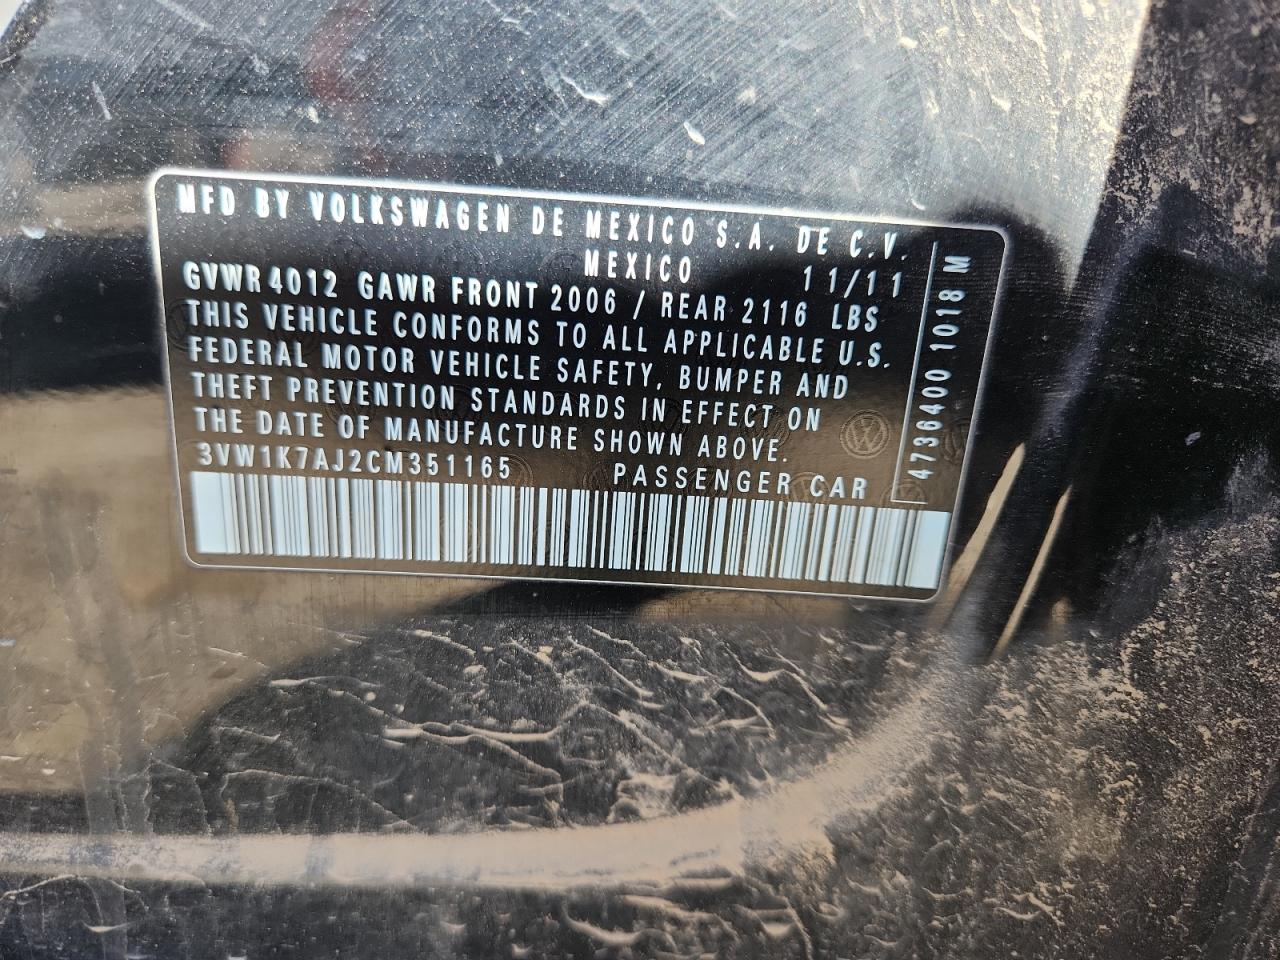 MFD BY VOLKSWAGEN DE MEXICO S.A. DE C.V.
MEXICO 11/11
GVWR 4012 GAWR FRONT 2006 / REAR 2116 LBS
THIS VEHICLE CONFORMS TO ALL APPLICABLE U.S.
FEDERAL MOTOR VEHICLE SAFETY, BUMPER AND
THEFT PREVENTION STANDARDS IN EFFECT ON
THE DATE OF MANUFACTURE SHOWN ABOVE.
3VW1K7AJ2CM351165 PASSENGER CAR
4736400 1018 M